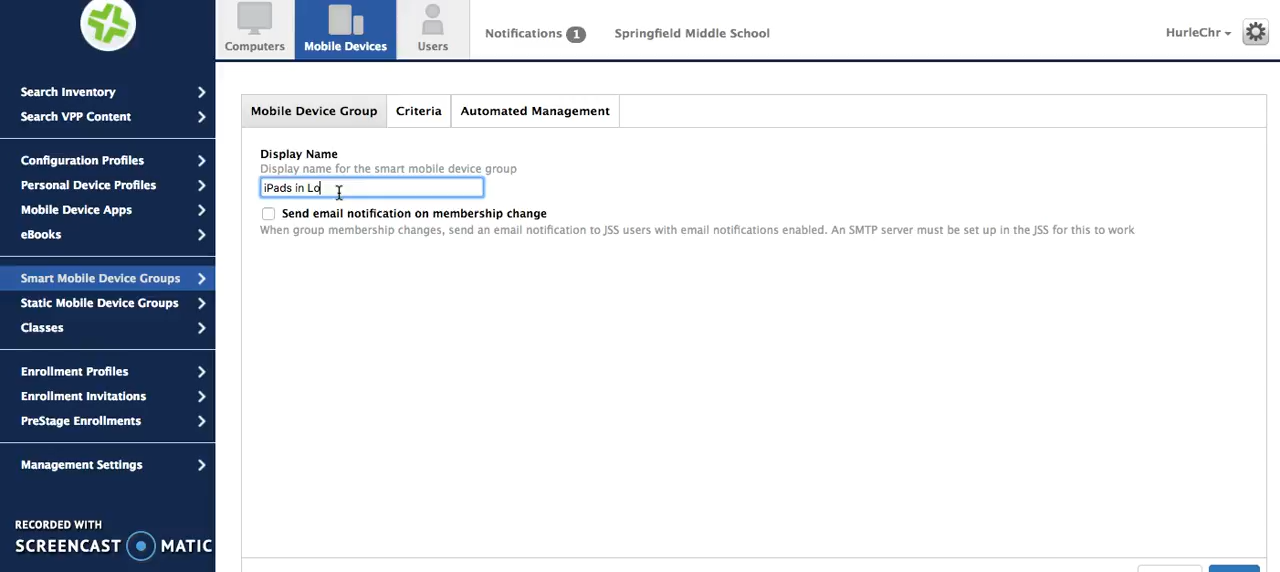 Computers
Mobile Devices
Users
Notifications 1
Springfield Middle School
HurleChr
Search Inventory
Search VPP Content
Configuration Profiles
Personal Device Profiles
Mobile Device Apps
eBooks
Smart Mobile Device Groups
Static Mobile Device Groups
Classes
Enrollment Profiles
Enrollment Invitations
PreStage Enrollments
Management Settings
RECORDED WITH
SCREENCAST MATIC
Mobile Device Group
Criteria
Automated Management
Display Name
Display name for the smart mobile device group
iPads in Lo
Send email notification on membership change
When group membership changes, send an email notification to JSS users with email notifications enabled. An SMTP server must be set up in the JSS for this to work